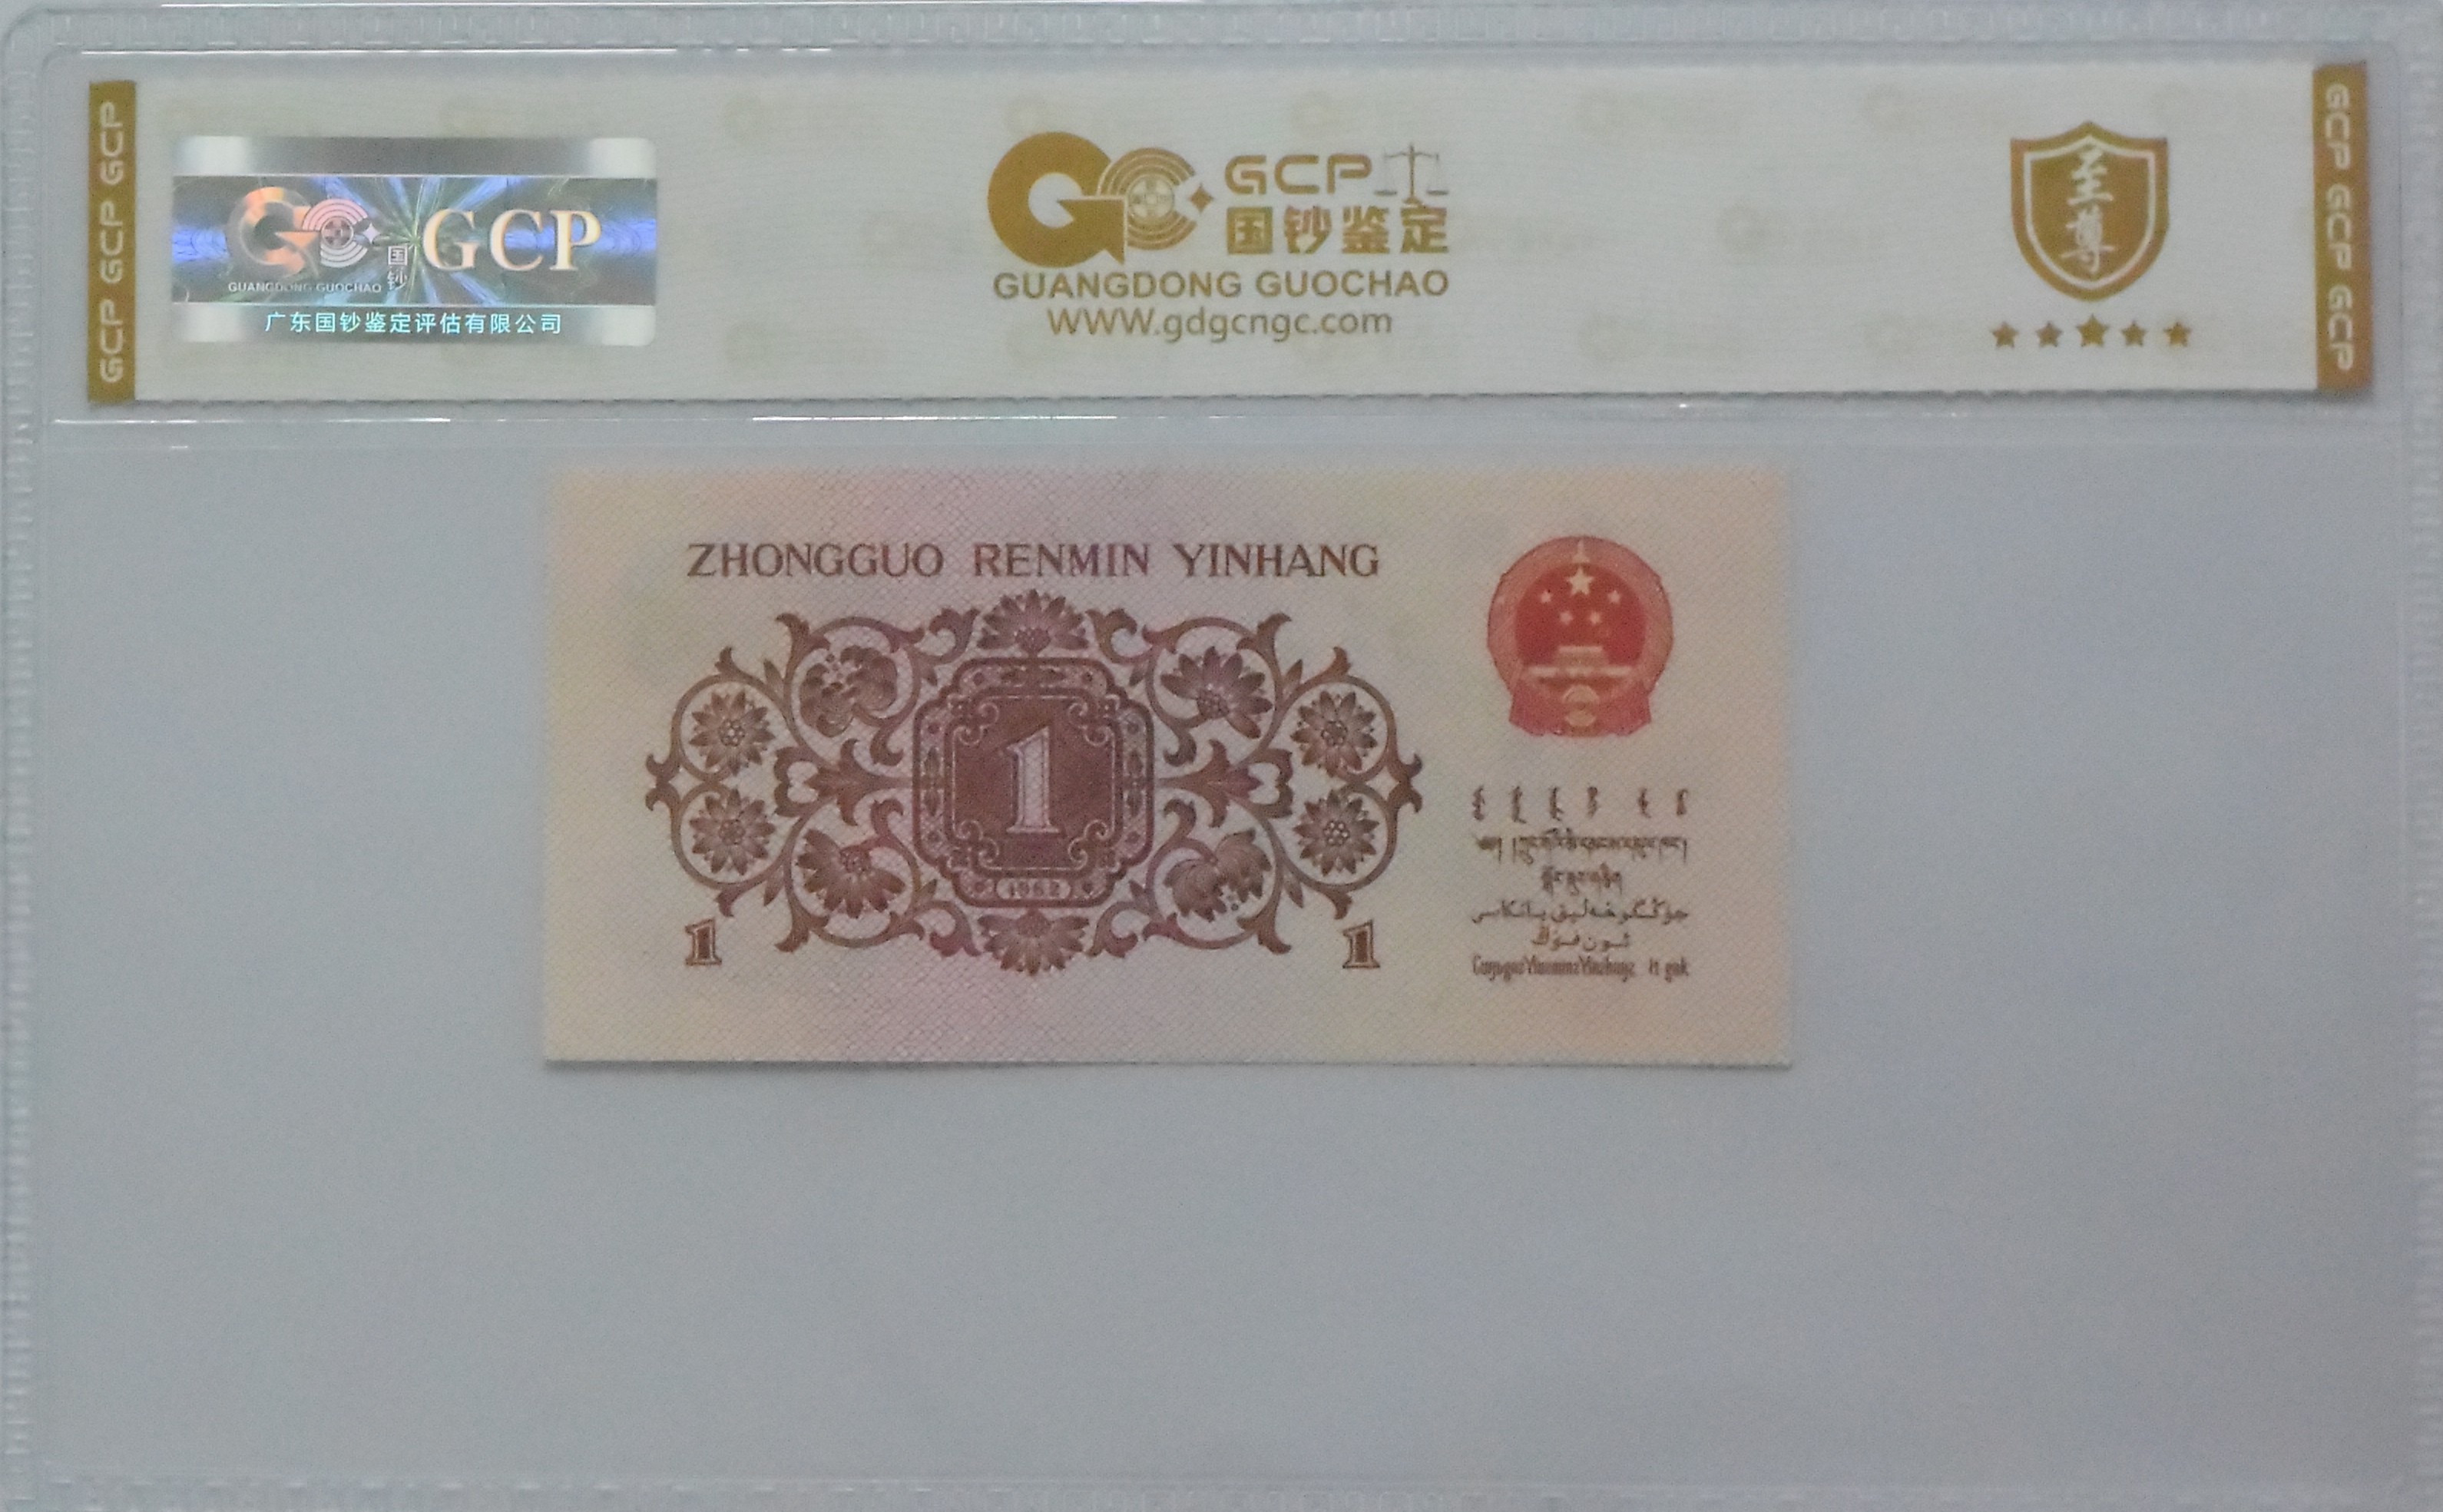 GCP GCP GCP
国钞
GCP
GUANGDONG GUOCHAO
广东国钞鉴定评估有限公司
GCP
国钞鉴定
GUANGDONG GUOCHAO
WWW.gdgcngc.com
至尊
GCP GCP GCP
ZHONGGUO RENMIN YINHANG
1
1962
1 1